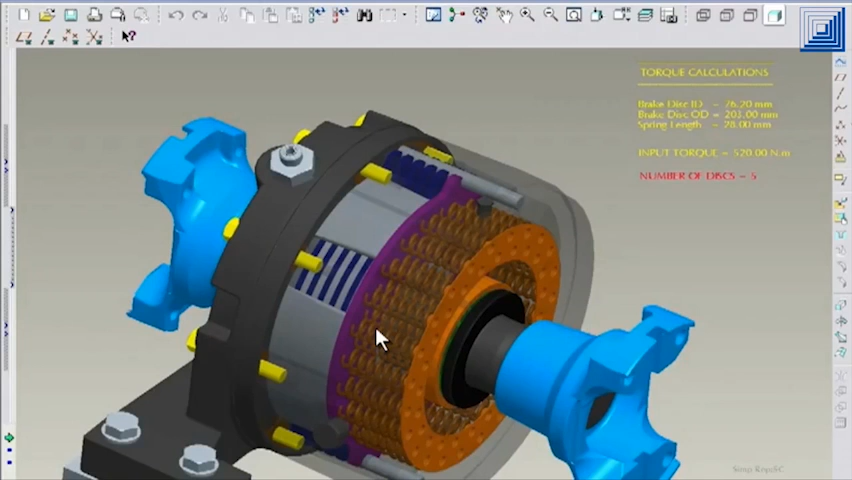 TORQUE CALCULATIONS
Brake Disc ID = 76.20 mm
Brake Disc OD = 203.00 mm
Spring Length = 28.00 mm
INPUT TORQUE = 520.00 N.m
NUMBER OF DISCS = 5